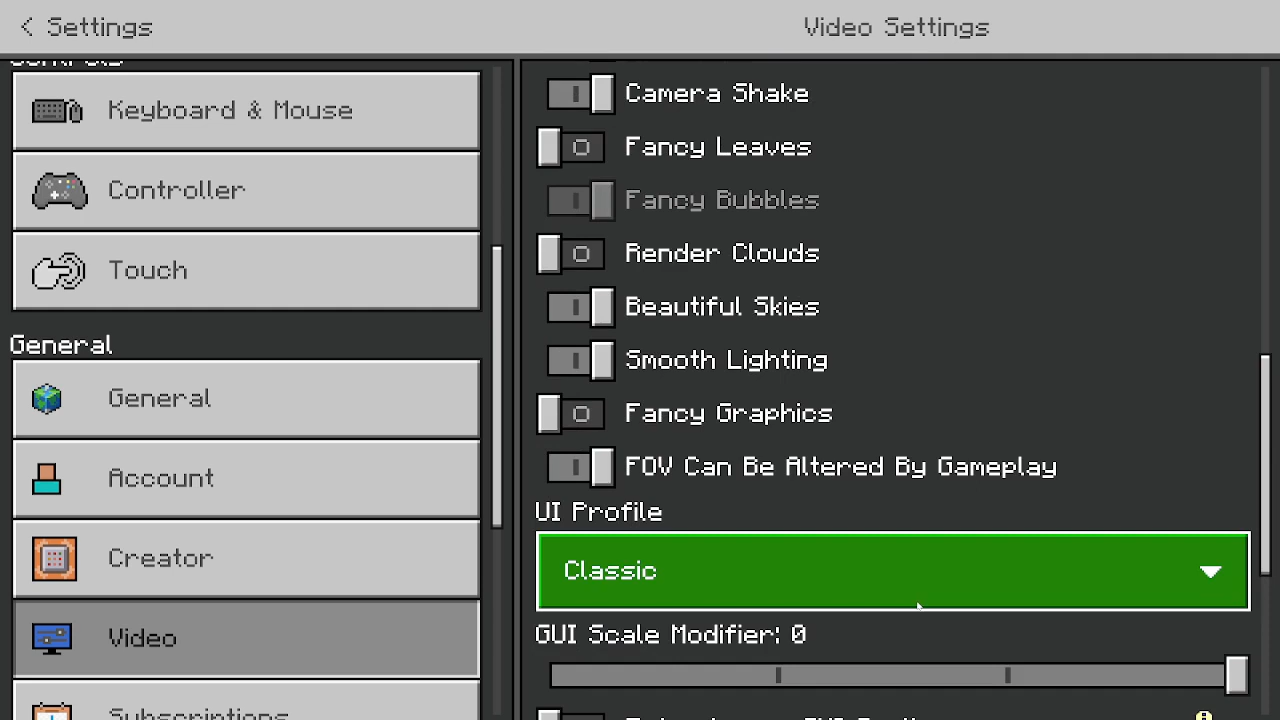 Settings
Video Settings
Controls
Keyboard & Mouse
Controller
Touch
General
General
Account
Creator
Video
Subscriptions
Camera Shake
Fancy Leaves
Fancy Bubbles
Render Clouds
Beautiful Skies
Smooth Lighting
Fancy Graphics
FOV Can Be Altered By Gameplay
UI Profile
Classic
GUI Scale Modifier: 0